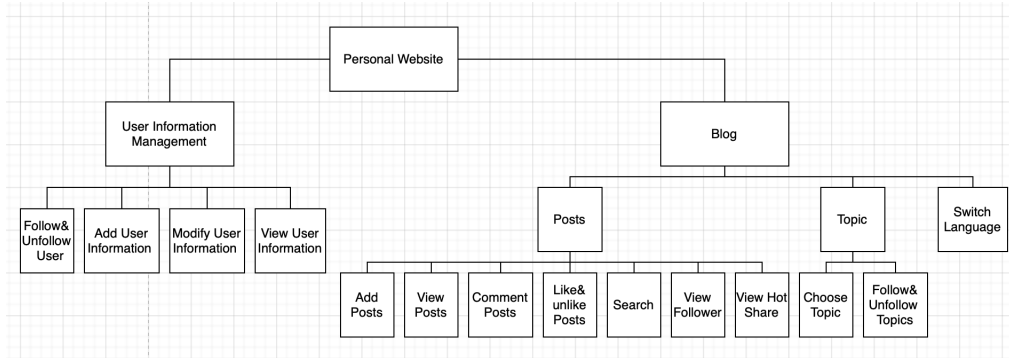 Personal Website
User Information
Management
Blog
Follow&
Unfollow
User
Add User
Information
Modify User
Information
View User
Information
Posts
Topic
Switch
Language
Add
Posts
View
Posts
Comment
Posts
Like&
unlike
Posts
Search
View
Follower
View Hot
Share
Choose
Topic
Follow&
Unfollow
Topics